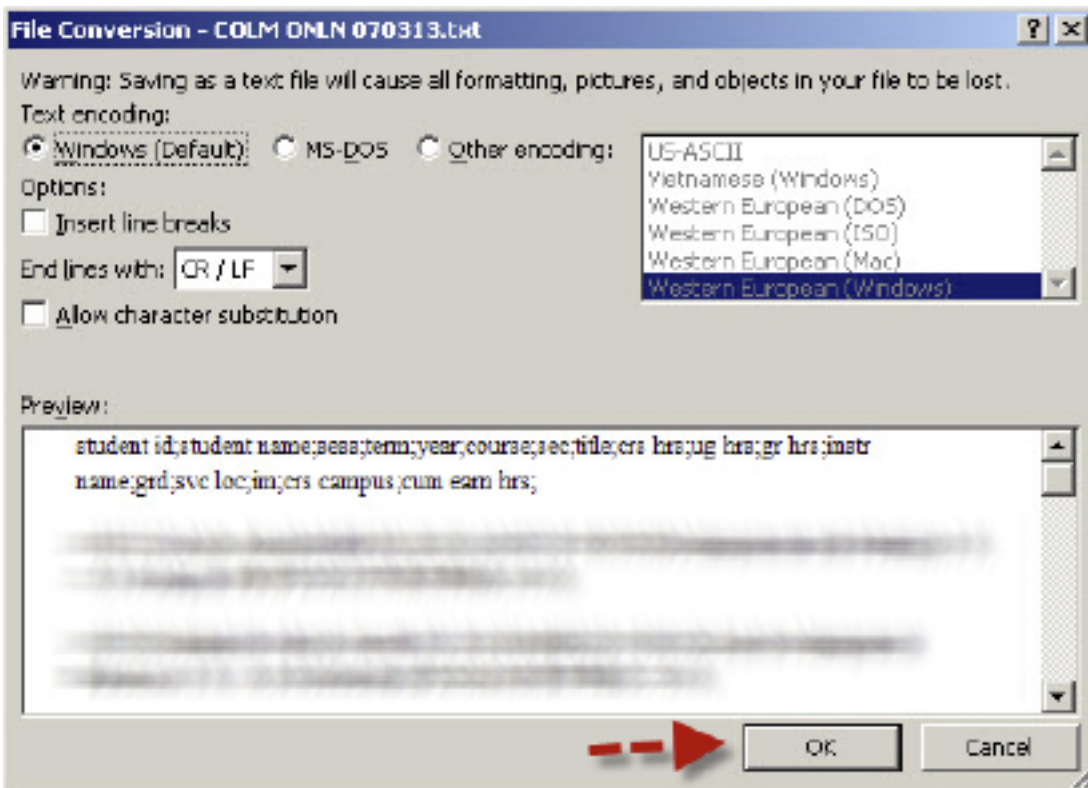 File Conversion - COLM ONLN 070313.txt
Warning: Saving as a text file will cause all formatting, pictures, and objects in your file to be lost.
Text encoding:
Windows (Default) MS-DOS Other encoding:
US-ASCII
Vietnamese (Windows)
Western European (DOS)
Western European (ISO)
Western European (Mac)
Western European (Windows)
Options:
Insert line breaks
End lines with: CR / LF
Allow character substitution
Preview:
student id;student name;sess;term;year;course;sec;title;crs hrs;ug hrs;gr hrs;instr
name;grd;svc loc;im;crs campus;cum earn hrs;
OK Cancel